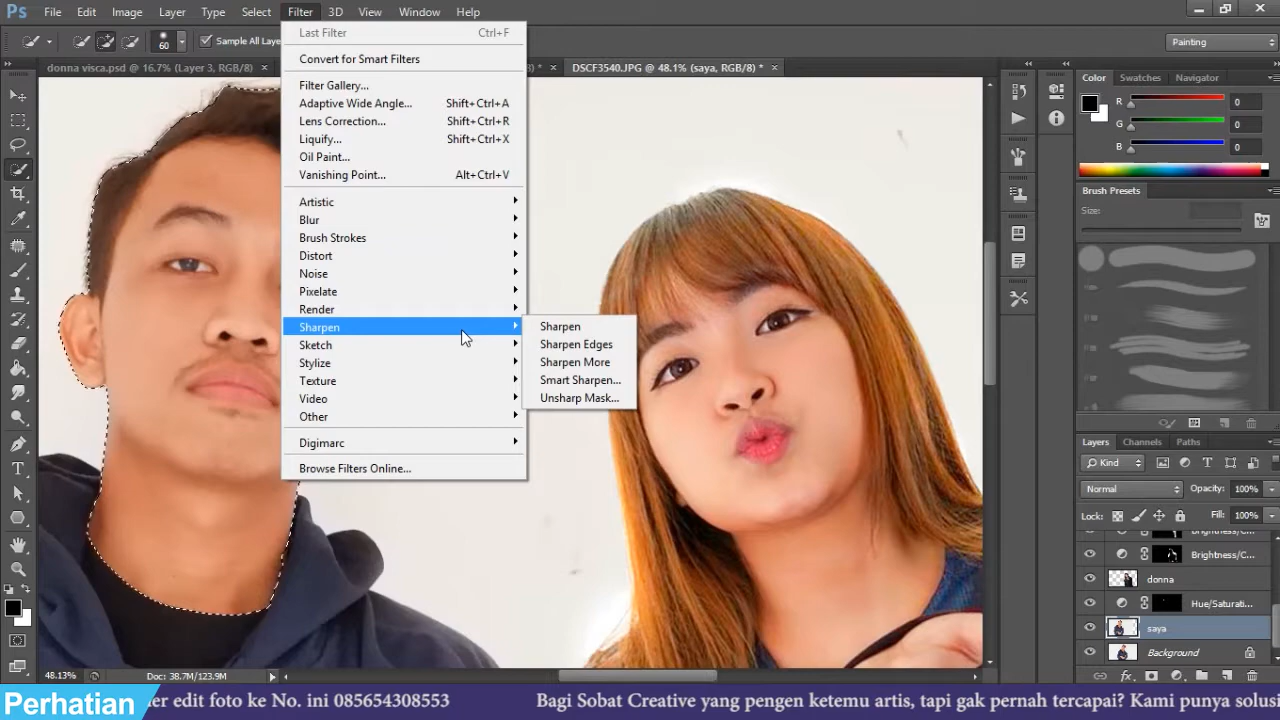 Ps File Edit Image Layer Type Select Filter 3D View Window Help
60 Sample All Laye Painting
donna visca.psd @ 16.7% (Layer 3, RGB/8) × * × DSCF3540.JPG @ 48.1% (saya, RGB/8) * ×
Last Filter Ctrl+F
Convert for Smart Filters
Filter Gallery...
Adaptive Wide Angle... Shift+Ctrl+A
Lens Correction... Shift+Ctrl+R
Liquify... Shift+Ctrl+X
Oil Paint...
Vanishing Point... Alt+Ctrl+V
Artistic
Blur
Brush Strokes
Distort
Noise
Pixelate
Render
Sharpen
Sketch
Stylize
Texture
Video
Other
Digimarc
Browse Filters Online...
Sharpen
Sharpen Edges
Sharpen More
Smart Sharpen...
Unsharp Mask...
Color Swatches Navigator
R 0
G 0
B 0
Brush Presets
Size:
Layers Channels Paths
Kind
Normal Opacity: 100%
Lock: Fill: 100%
Brightness/C...
Brightness/C...
donna
Hue/Saturati...
saya
Background
48.13% Doc: 38.7M/123.9M
Perhatian er edit foto ke No. ini 085654308553 Bagi Sobat Creative yang pengen ketemu artis, tapi gak pernah tercapai? Kami punya solusi